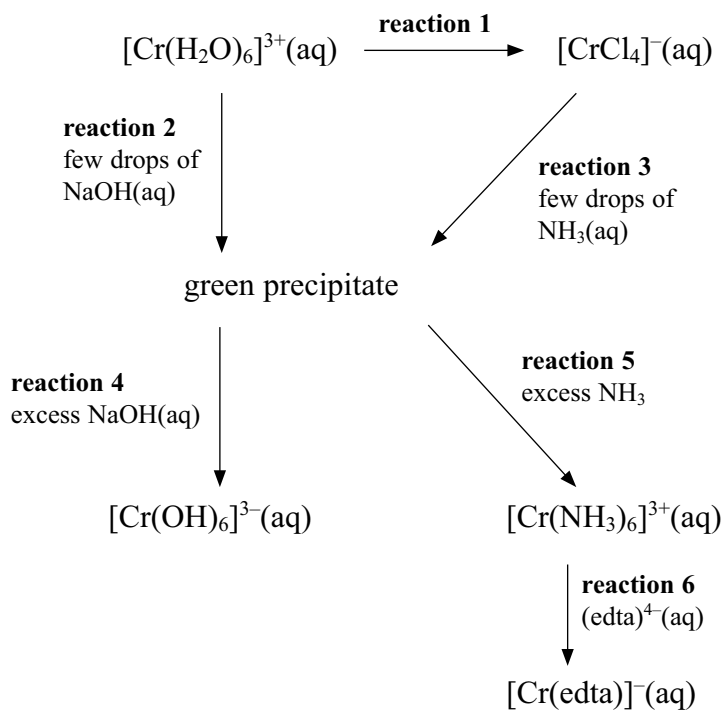 [Cr(H₂O)₆]³⁺(aq)
reaction 1
[CrCl₄]⁻(aq)
reaction 2
few drops of
NaOH(aq)
reaction 3
few drops of
NH₃(aq)
green precipitate
reaction 4
excess NaOH(aq)
reaction 5
excess NH₃
[Cr(OH)₆]³⁻(aq)
[Cr(NH₃)₆]³⁺(aq)
reaction 6
(edta)⁴⁻(aq)
[Cr(edta)]⁻(aq)